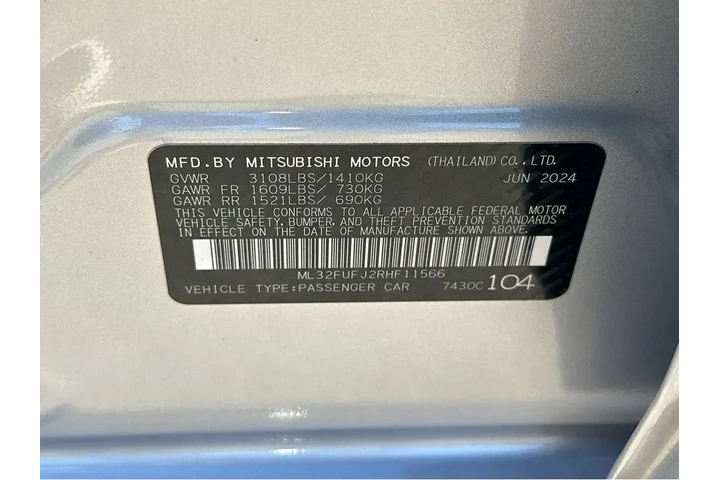 MFD. BY MITSUBISHI MOTORS (THAILAND) CO., LTD.
GVWR 3108LBS/1410KG JUN 2024
GAWR FR 1609LBS/ 730KG
GAWR RR 1521LBS/ 690KG
THIS VEHICLE CONFORMS TO ALL APPLICABLE FEDERAL MOTOR
VEHICLE SAFETY, BUMPER, AND THEFT PREVENTION STANDARDS
IN EFFECT ON THE DATE OF MANUFACTURE SHOWN ABOVE.
ML32FUFJ2RHF11566
VEHICLE TYPE:PASSENGER CAR 7430C 104